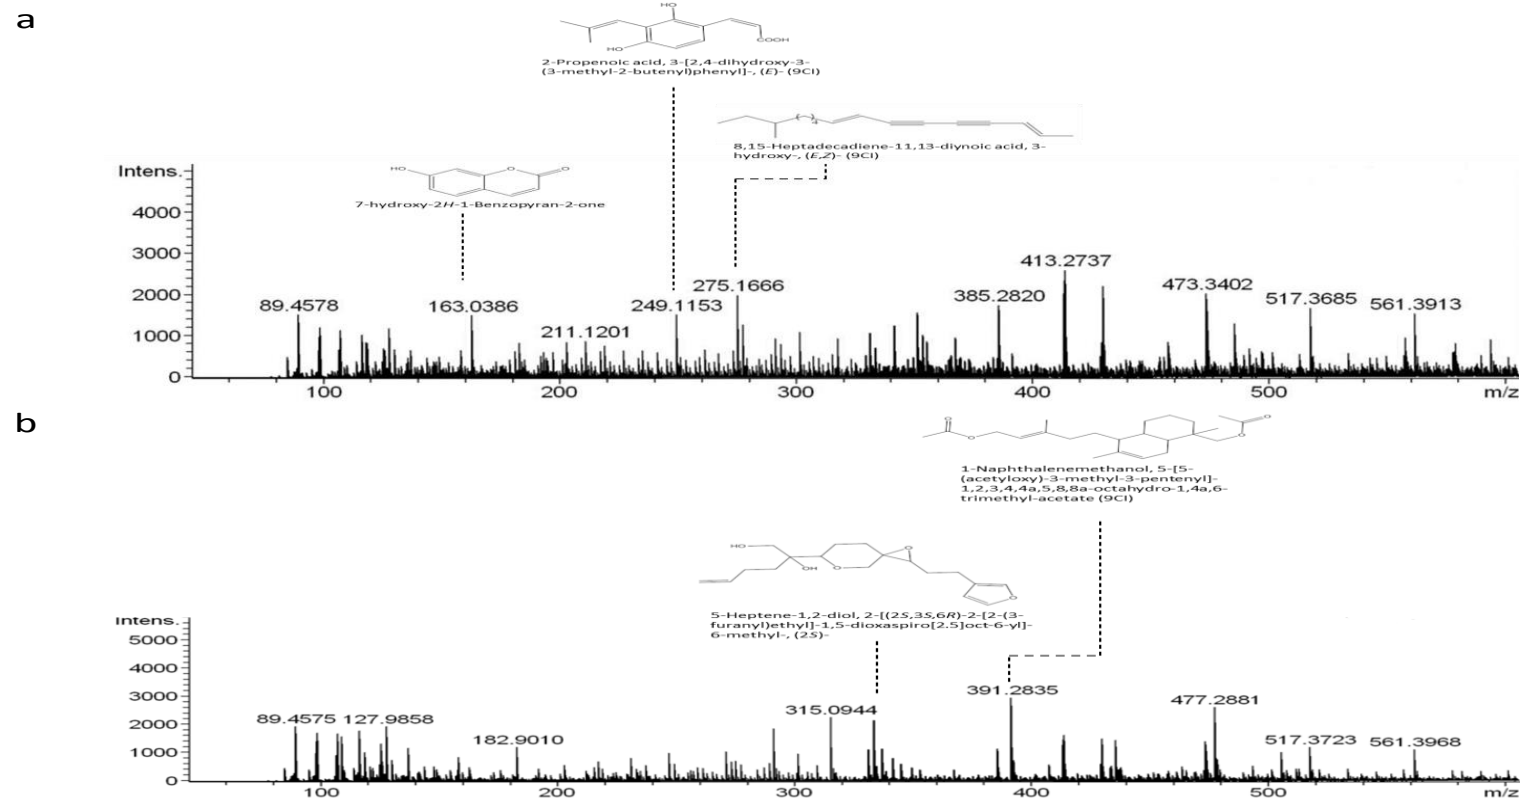 a
HO
HO
COOH
2-Propenoic acid, 3-[2,4-dihydroxy-3-
(3-methyl-2-butenyl)phenyl]-, (E)- (9CI)
4
8,15-Heptadecadiene-11,13-diynoic acid, 3-
hydroxy-, (E,Z)- (9CI)
HO O O
7-hydroxy-2H-1-Benzopyran-2-one
Intens.
4000
3000
2000
1000
0
89.4578
163.0386
211.1201
249.1153
275.1666
385.2820
413.2737
473.3402
517.3685
561.3913
100 200 300 400 500 m/z
b
O O O O
1-Naphthalenemethanol, 5-[5-
(acetyloxy)-3-methyl-3-pentenyl]-
1,2,3,4,4a,5,8,8a-octahydro-1,4a,6-
trimethyl-acetate (9CI)
HO OH O O O
5-Heptene-1,2-diol, 2-[(2S,3S,6R)-2-[2-(3-
furanyl)ethyl]-1,5-dioxaspiro[2.5]oct-6-yl]-
6-methyl-, (2S)-
Intens.
5000
4000
3000
2000
1000
0
89.4575
127.9858
182.9010
315.0944
391.2835
477.2881
517.3723
561.3968
100 200 300 400 500 m/z